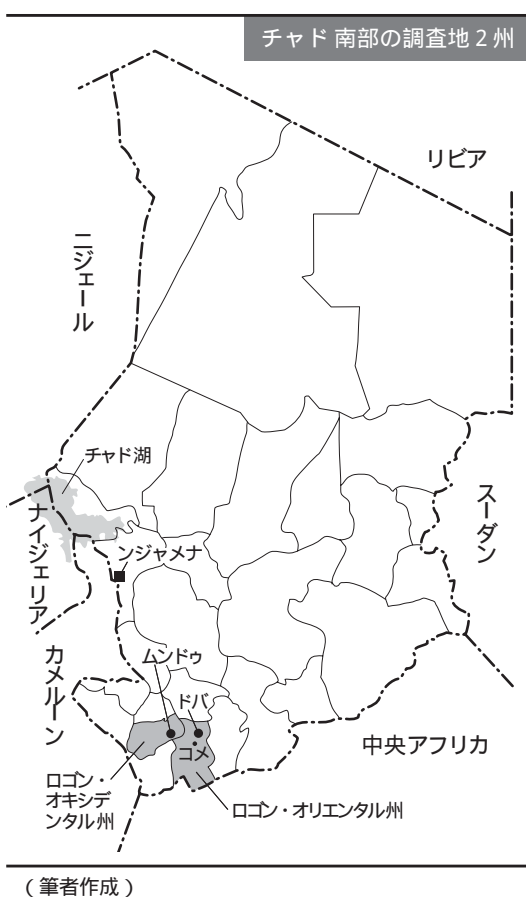 チャド南部の調査地2州
リビア
ニジェール
チャド湖
ナイジェリア
ンジャメナ
スーダン
カメルーン
ムンドゥ
ドバ
コメ
中央アフリカ
ロゴン・
オキシデ
ンタル州
ロゴン・オリエンタル州
(筆者作成)